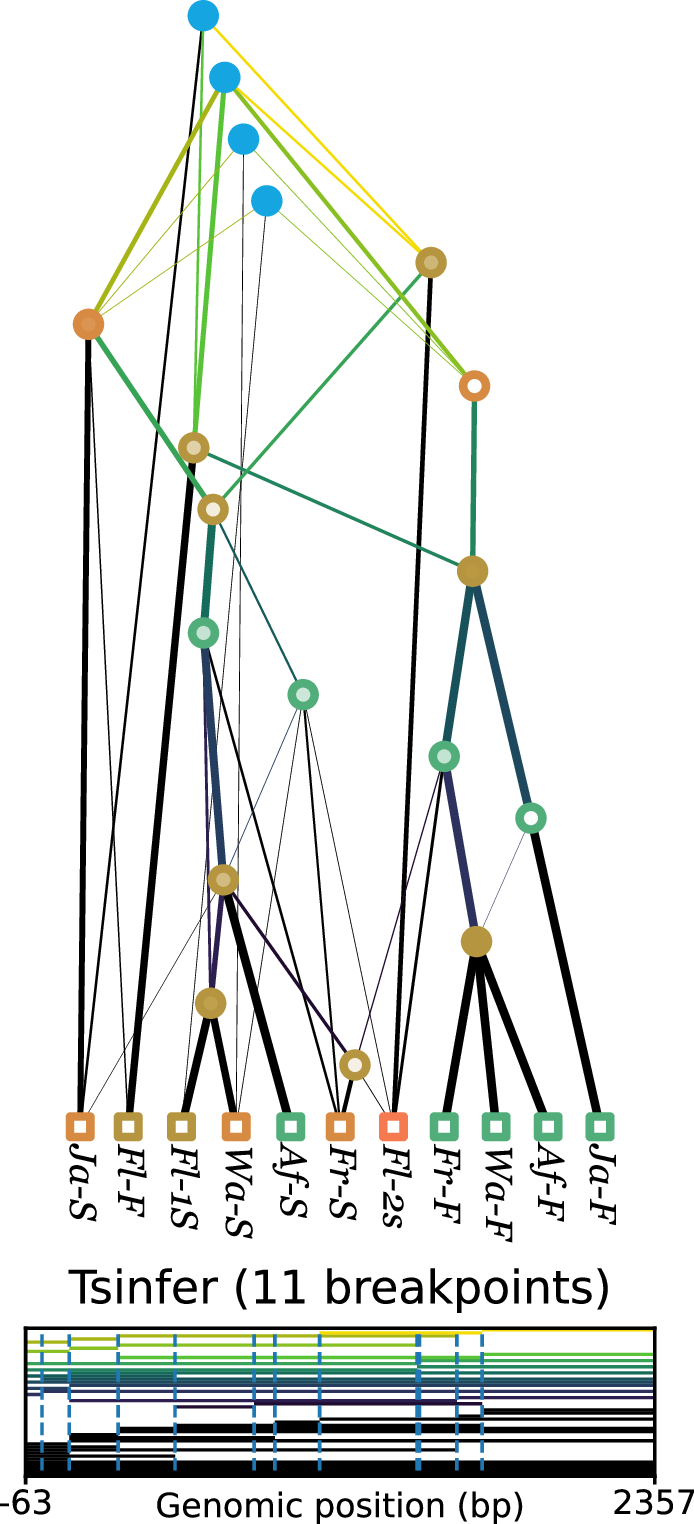 Ja-S
Fl-F
Fl-1S
Wa-S
Af-S
Fr-S
Fl-2s
Fr-F
Wa-F
Af-F
Ja-F
Tsinfer (11 breakpoints)
-63 Genomic position (bp) 2357